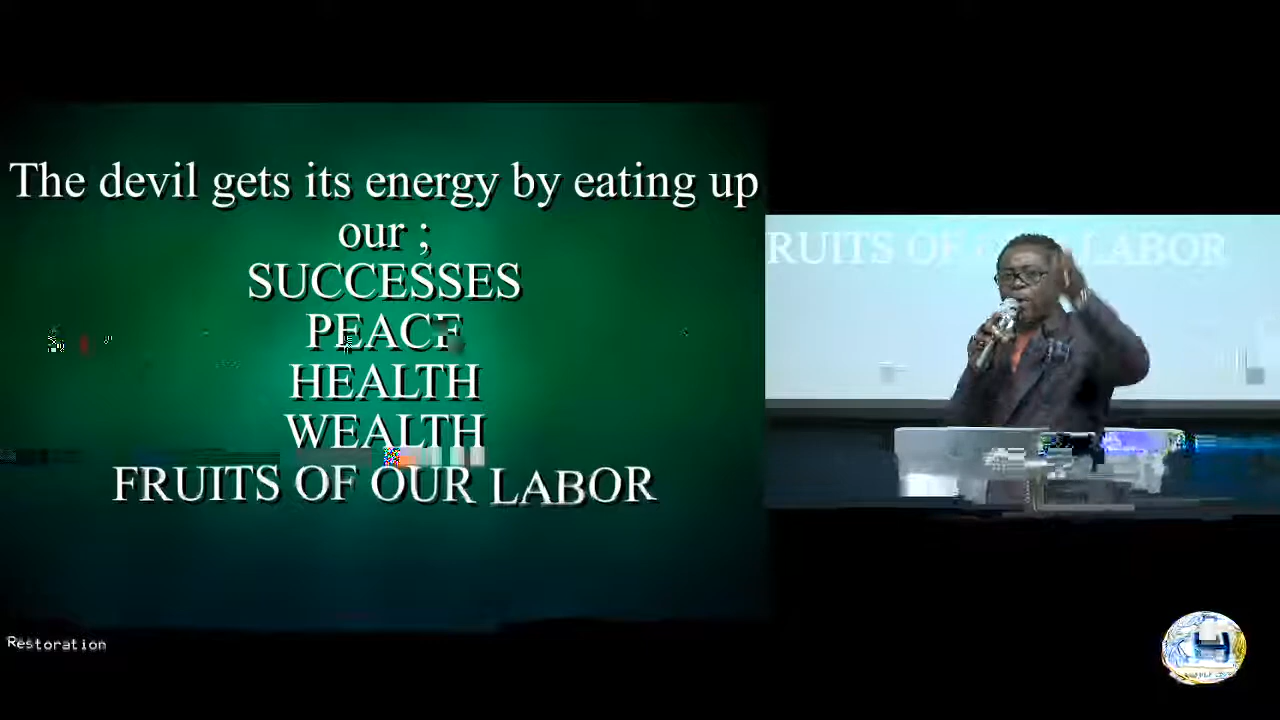 The devil gets its energy by eating up
our ;
SUCCESSES
PEACE
HEALTH
WEALTH
FRUITS OF OUR LABOR
FRUITS OF LABOR
Restoration